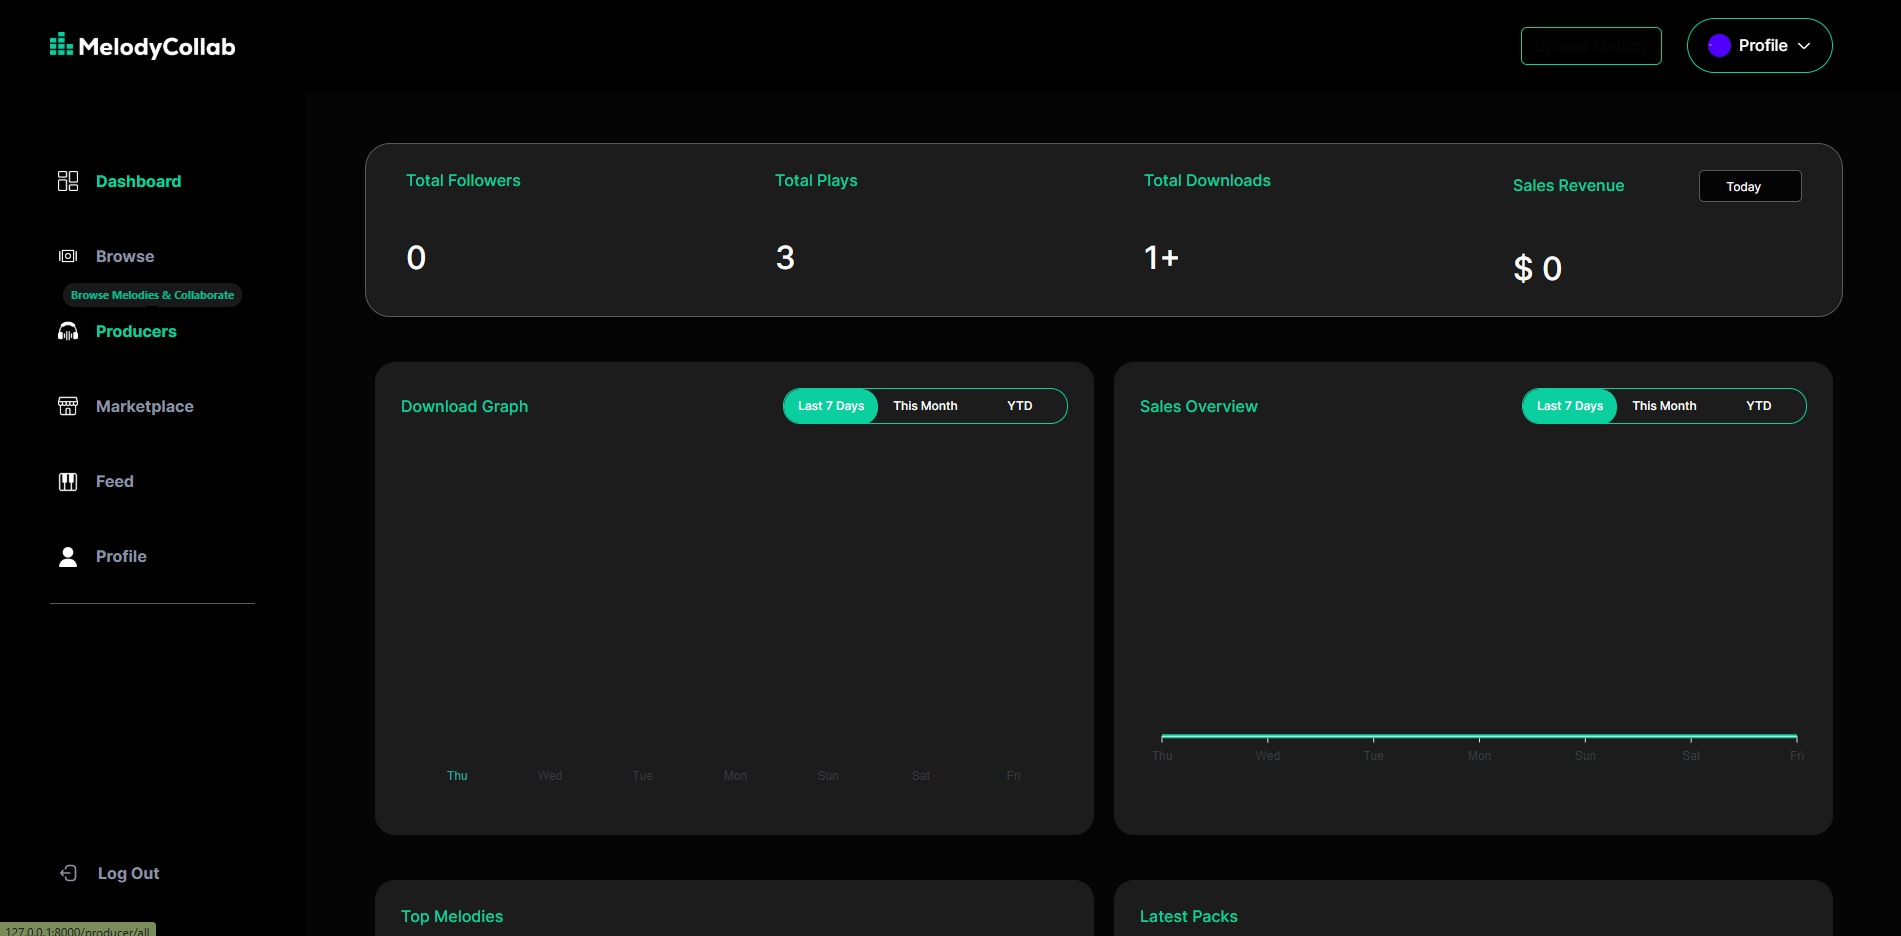 MelodyCollab
Upload Melody
Profile
Dashboard
Browse
Browse Melodies & Collaborate
Producers
Marketplace
Feed
Profile
Log Out
127.0.0.1:8000/producer/all
Total Followers
0
Total Plays
3
Total Downloads
1+
Sales Revenue
Today
$ 0
Download Graph
Last 7 Days This Month YTD
Thu Wed Tue Mon Sun Sat Fri
Sales Overview
Last 7 Days This Month YTD
Thu Wed Tue Mon Sun Sat Fri
Top Melodies
Latest Packs